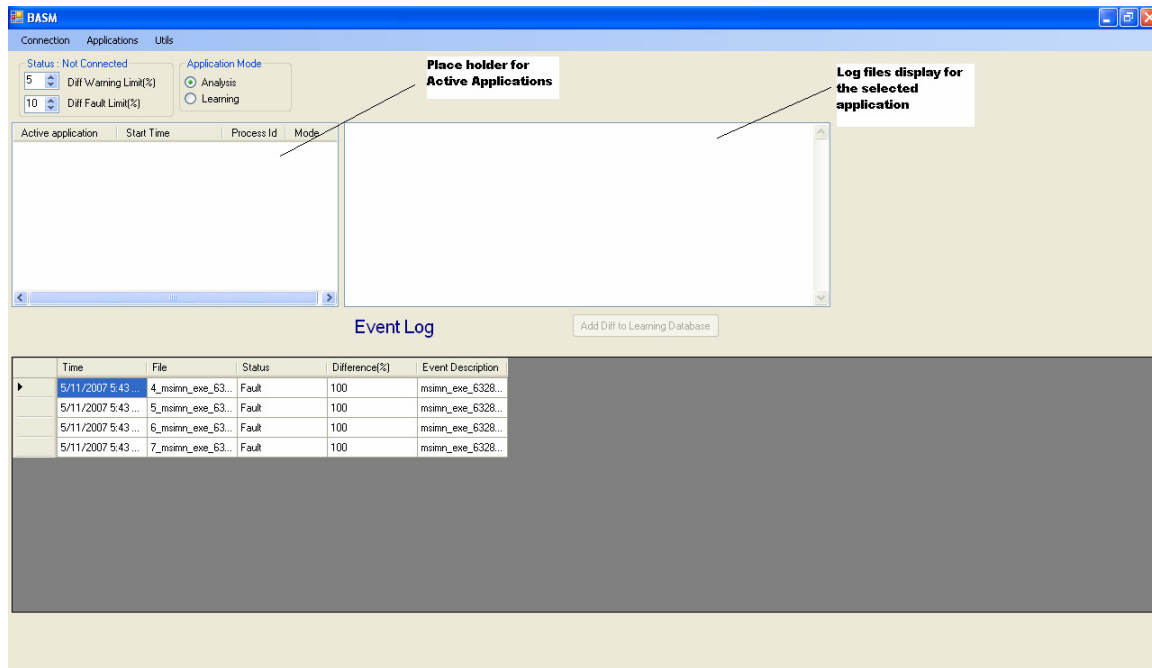 BASM
Connection Applications Utils
Status : Not Connected
Application Mode
5 Diff Warning Limit(%)
Analysis
10 Diff Fault Limit(%)
Learning
Place holder for
Active Applications
Log files display for
the selected
application
Active application Start Time Process Id Mode
Event Log
Add Diff to Learning Database
Time File Status Difference(%) Event Description
5/11/2007 5:43 ... 4_msimn_exe_63... Fault 100 msimn_exe_6328...
5/11/2007 5:43 ... 5_msimn_exe_63... Fault 100 msimn_exe_6328...
5/11/2007 5:43 ... 6_msimn_exe_63... Fault 100 msimn_exe_6328...
5/11/2007 5:43 ... 7_msimn_exe_63... Fault 100 msimn_exe_6328...